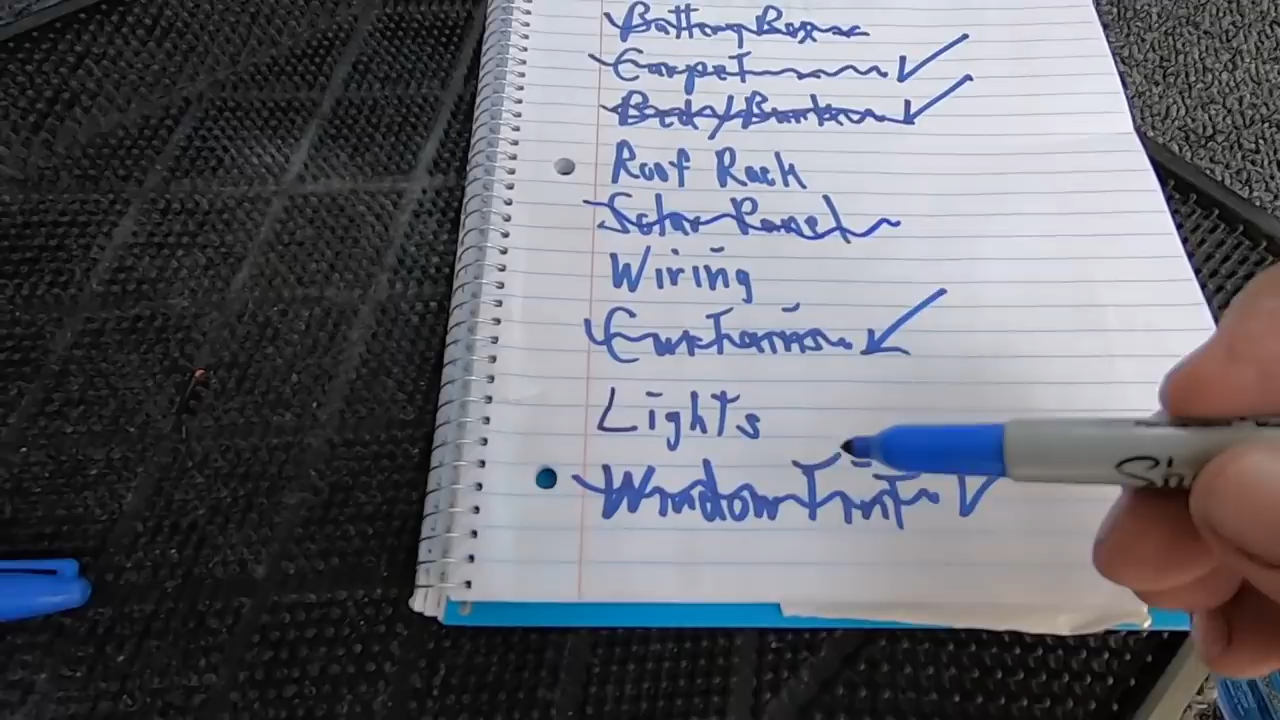 Battery Box
Carpet
Bed/Bunk
Roof Rack
Solar Panel
Wiring
Curtains
Lights
Window Tint